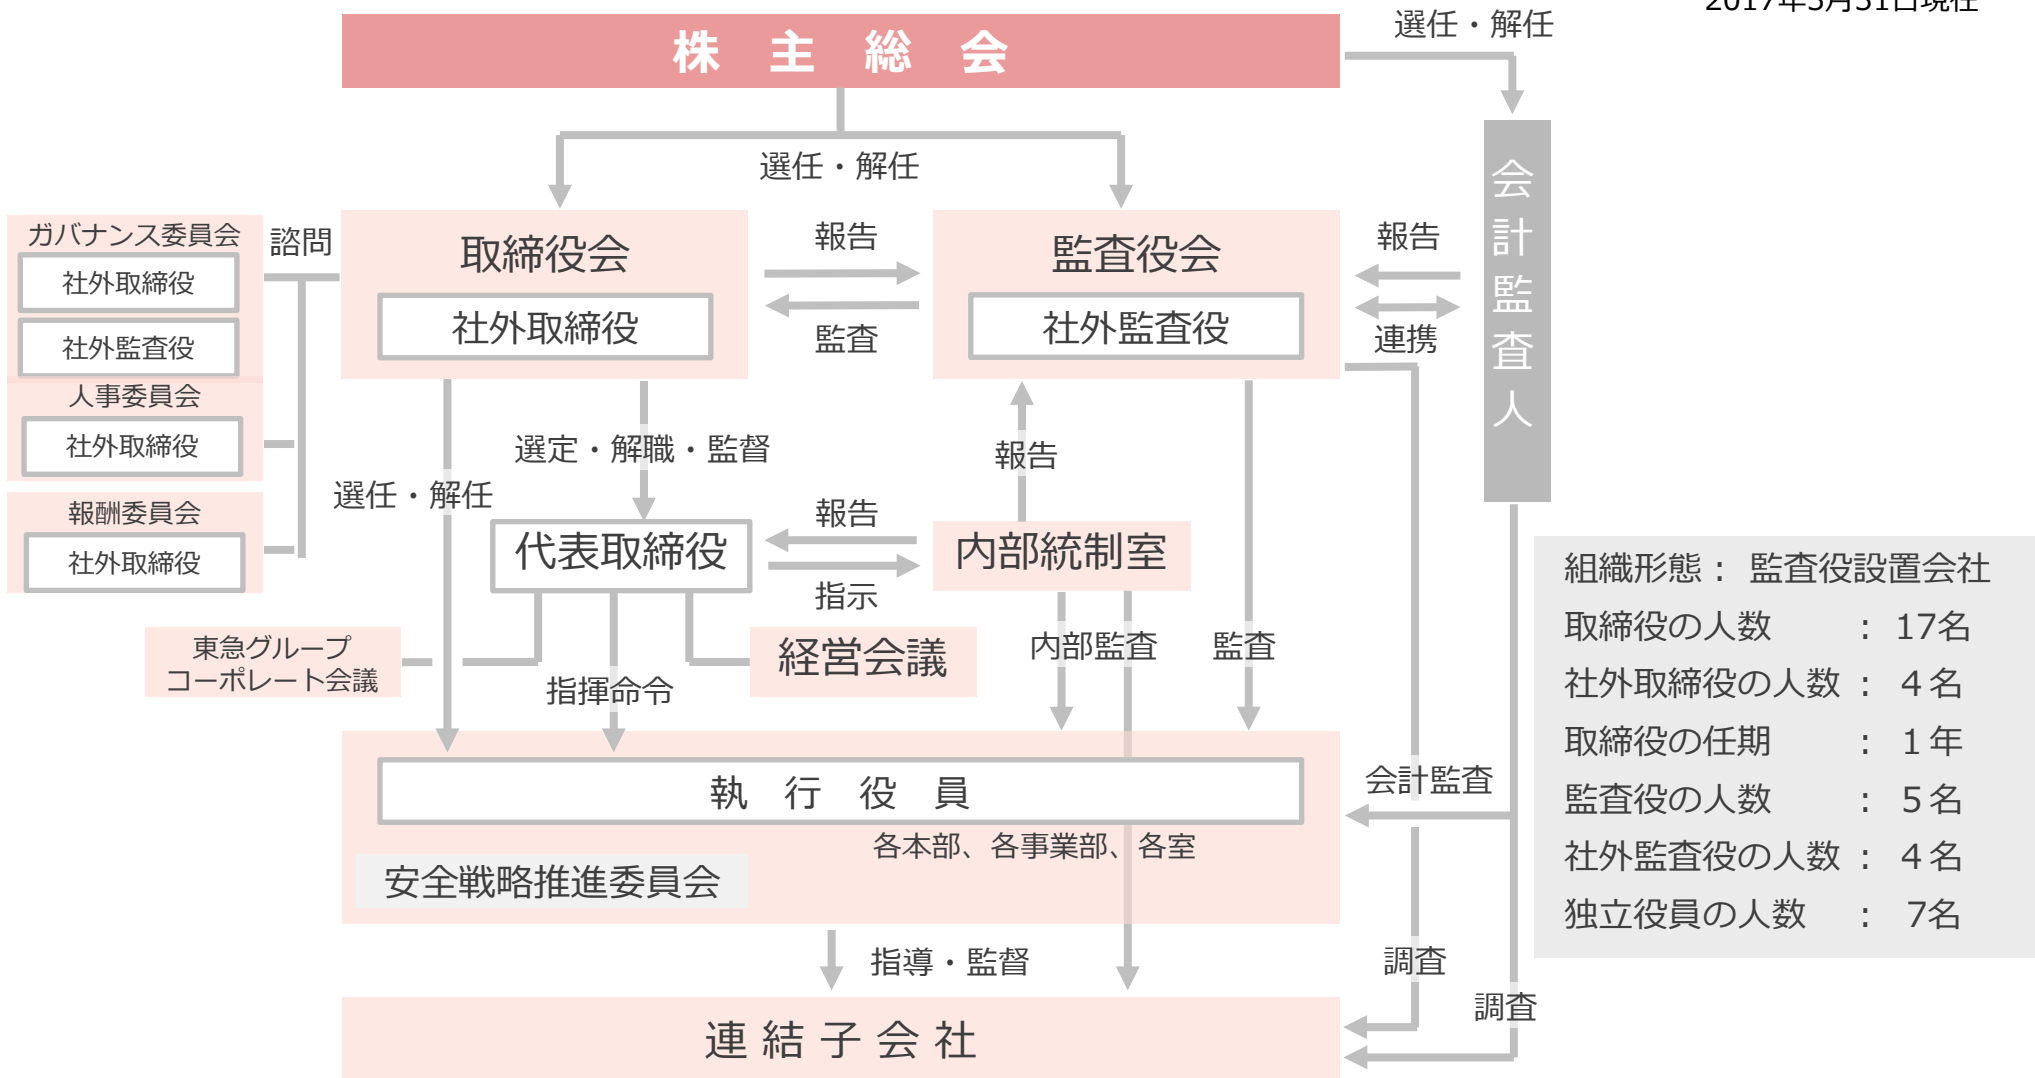 2017年3月31日現在
株 主 総 会
選任・解任
選任・解任
会計監査人
ガバナンス委員会
社外取締役
社外監査役
人事委員会
社外取締役
報酬委員会
社外取締役
諮問
取締役会
社外取締役
報告
監査
監査役会
社外監査役
報告
連携
選任・解任
選定・解職・監督
報告
代表取締役
報告
指示
内部統制室
東急グループ
コーポレート会議
指揮命令
経営会議
内部監査
監査
執 行 役 員
各本部、各事業部、各室
安全戦略推進委員会
会計監査
指導・監督
調査
調査
連 結 子 会 社
組織形態： 監査役設置会社
取締役の人数 ： 17名
社外取締役の人数 ： ４名
取締役の任期 ： １年
監査役の人数 ： ５名
社外監査役の人数 ： ４名
独立役員の人数 ： 7名